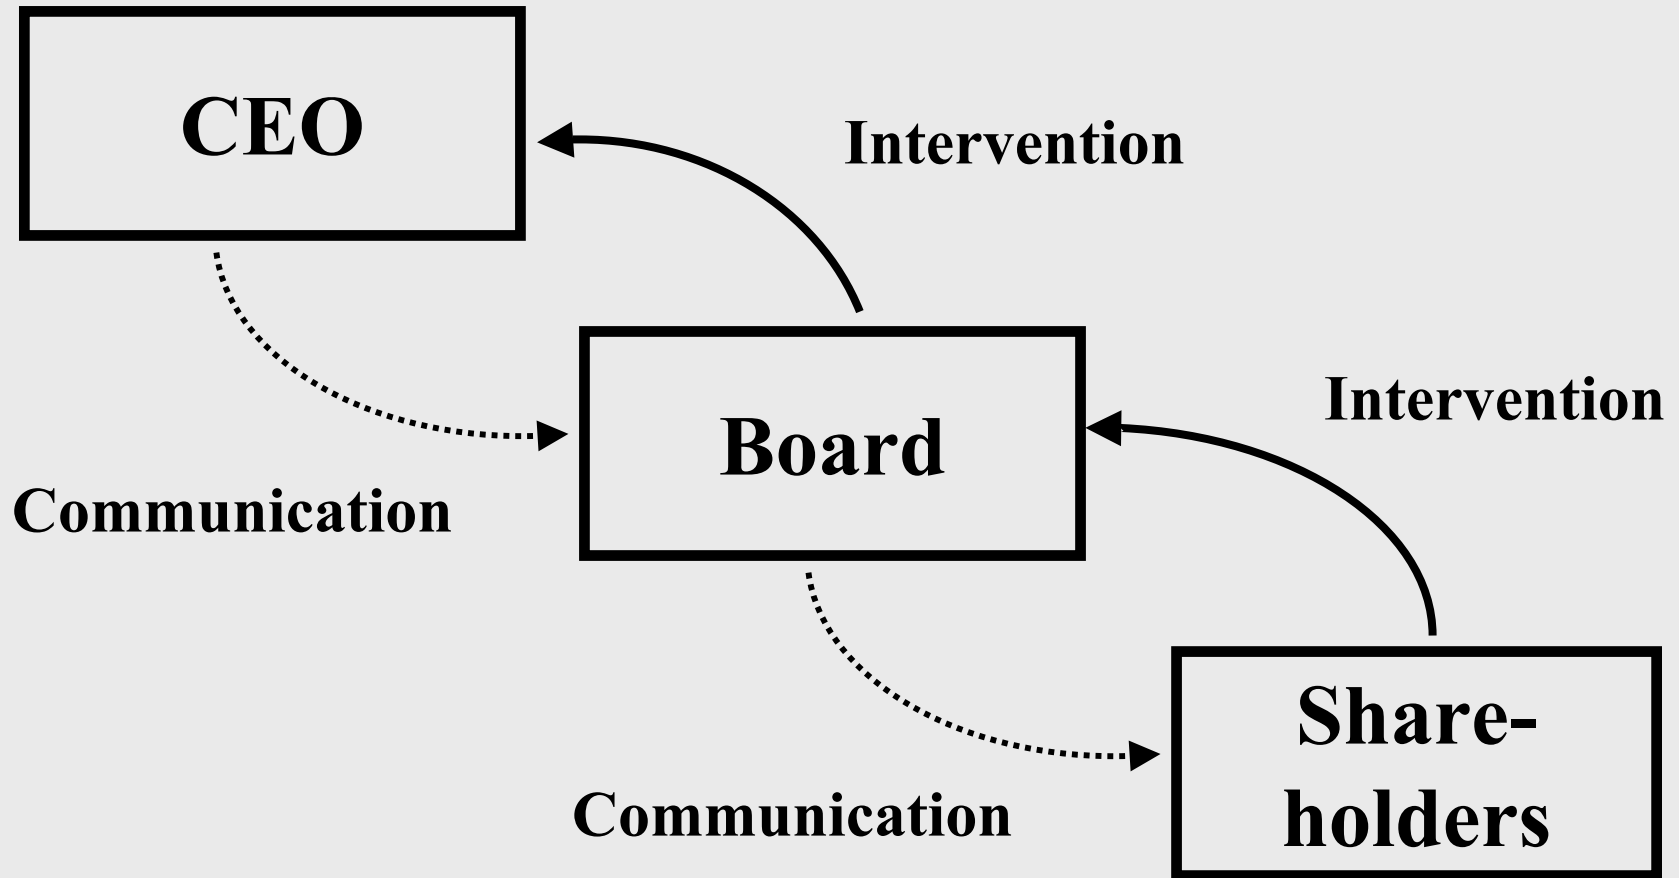 CEO
Intervention
Intervention
Board
Communication
Share-
holders
Communication